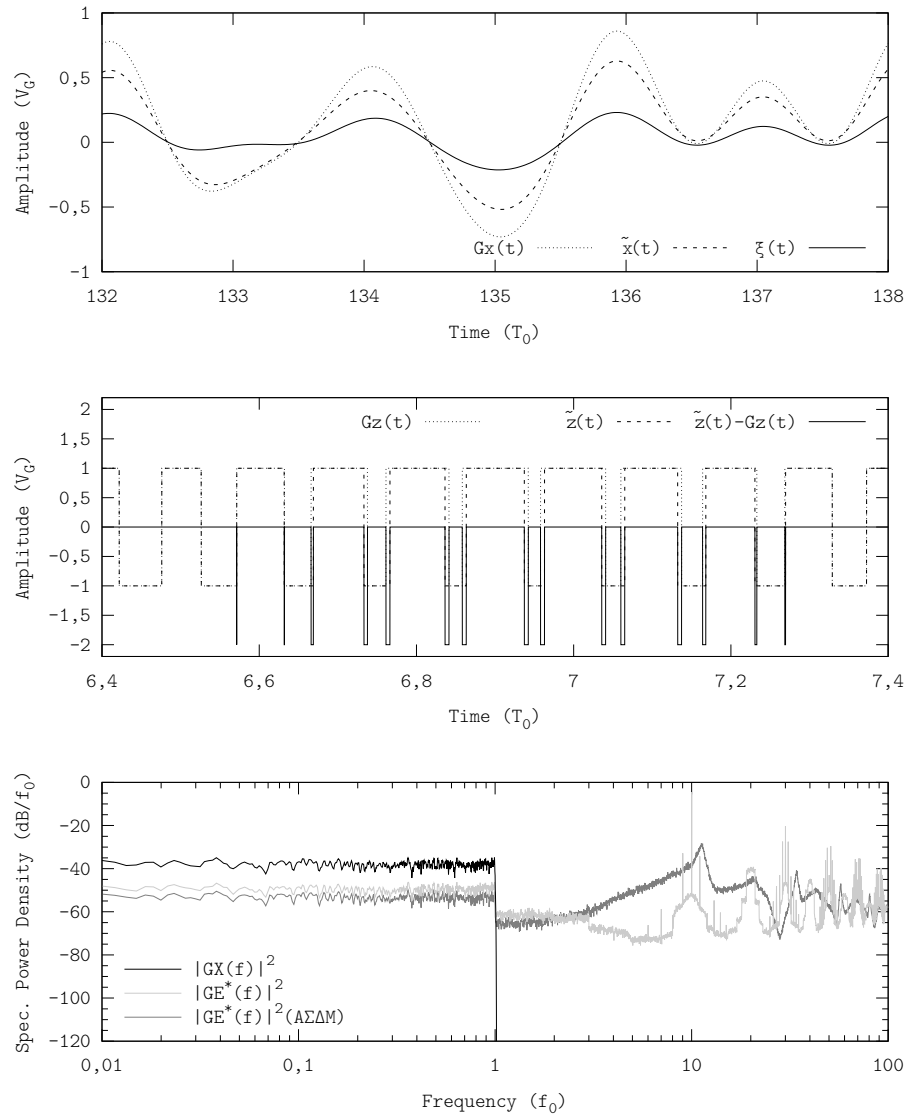 1
0,5
0
-0,5
-1
Amplitude (V_G)
Gx(t) x̃(t) ξ(t)
132 133 134 135 136 137 138
Time (T_0)
2
1,5
1
0,5
0
-0,5
-1
-1,5
-2
Amplitude (V_G)
Gz(t) z̃(t) z̃(t)-Gz(t)
6,4 6,6 6,8 7 7,2 7,4
Time (T_0)
0
-20
-40
-60
-80
-100
-120
Spec. Power Density (dB/f_0)
|GX(f)|^2
|GE^*(f)|^2
|GE^*(f)|^2(AΣΔM)
0,01 0,1 1 10 100
Frequency (f_0)